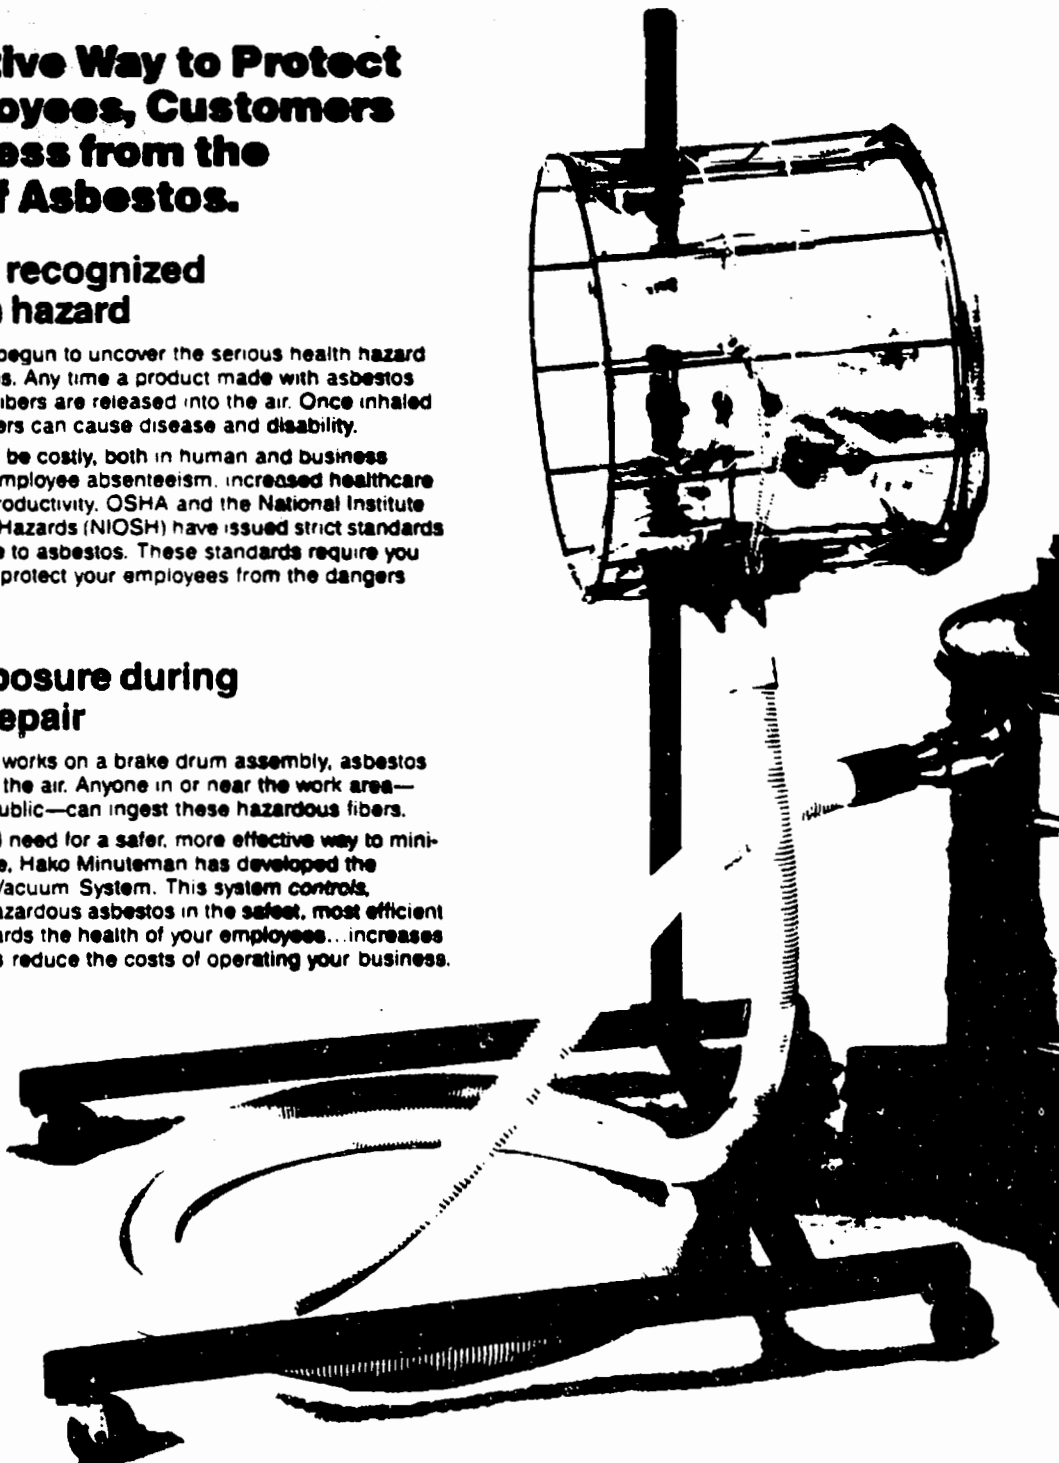 tive Way to Protect
oyees, Customers
ess from the
f Asbestos.
recognized
hazard
begun to uncover the serious health hazard
s. Any time a product made with asbestos
ibers are released into the air. Once inhaled
ers can cause disease and disability.
be costly, both in human and business
mployee absenteeism, increased healthcare
roductivity. OSHA and the National Institute
Hazards (NIOSH) have issued strict standards
e to asbestos. These standards require you
protect your employees from the dangers
posure during
epair
works on a brake drum assembly, asbestos
the air. Anyone in or near the work area—
ublic—can ingest these hazardous fibers.
need for a safer, more effective way to mini-
e, Hako Minuteman has developed the
Vacuum System. This system controls,
azardous asbestos in the safest, most efficient
ards the health of your employees...increases
s reduce the costs of operating your business.